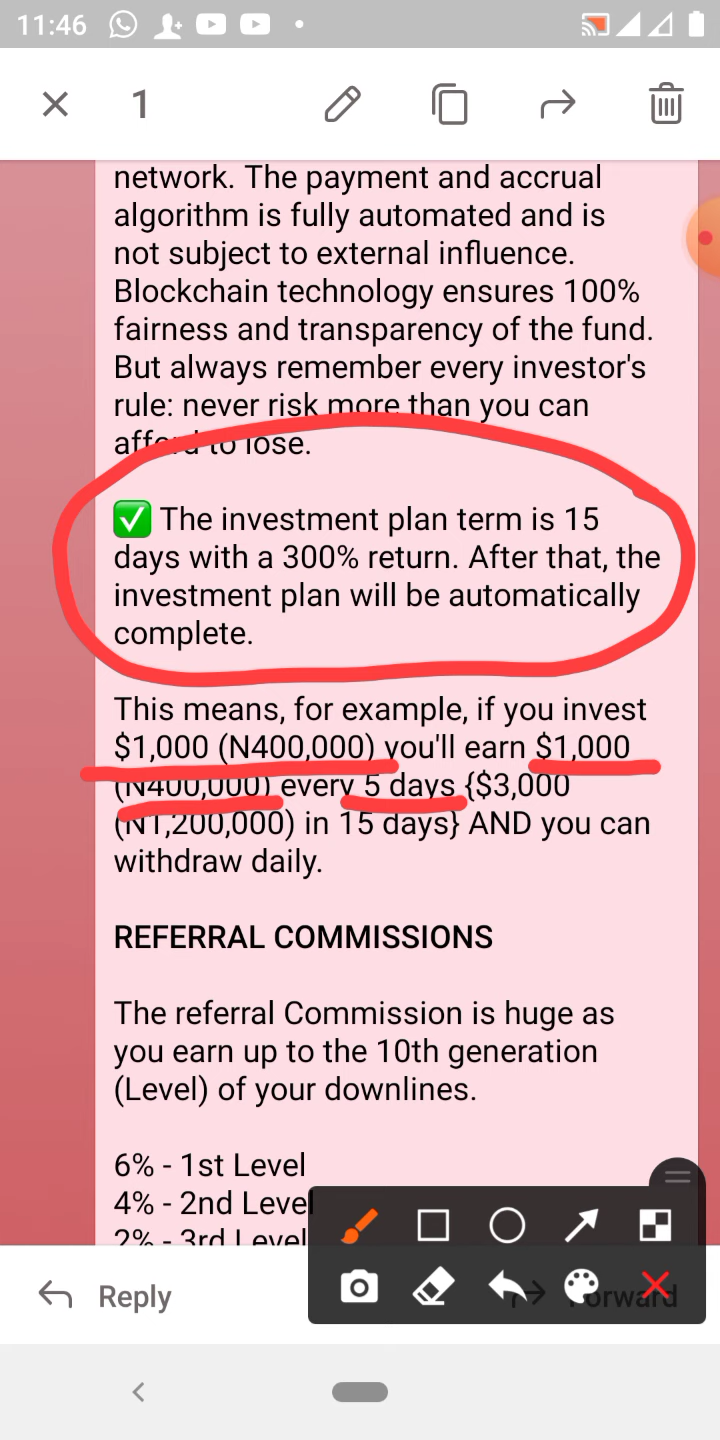 11:46
1
network. The payment and accrual
algorithm is fully automated and is
not subject to external influence.
Blockchain technology ensures 100%
fairness and transparency of the fund.
But always remember every investor's
rule: never risk more than you can
afford to lose.
✅ The investment plan term is 15
days with a 300% return. After that, the
investment plan will be automatically
complete.
This means, for example, if you invest
$1,000 (N400,000) you'll earn $1,000
(N400,000) every 5 days {$3,000
(N1,200,000) in 15 days} AND you can
withdraw daily.
REFERRAL COMMISSIONS
The referral Commission is huge as
you earn up to the 10th generation
(Level) of your downlines.
6% - 1st Level
4% - 2nd Level
2% - 3rd Level
Reply
Forward